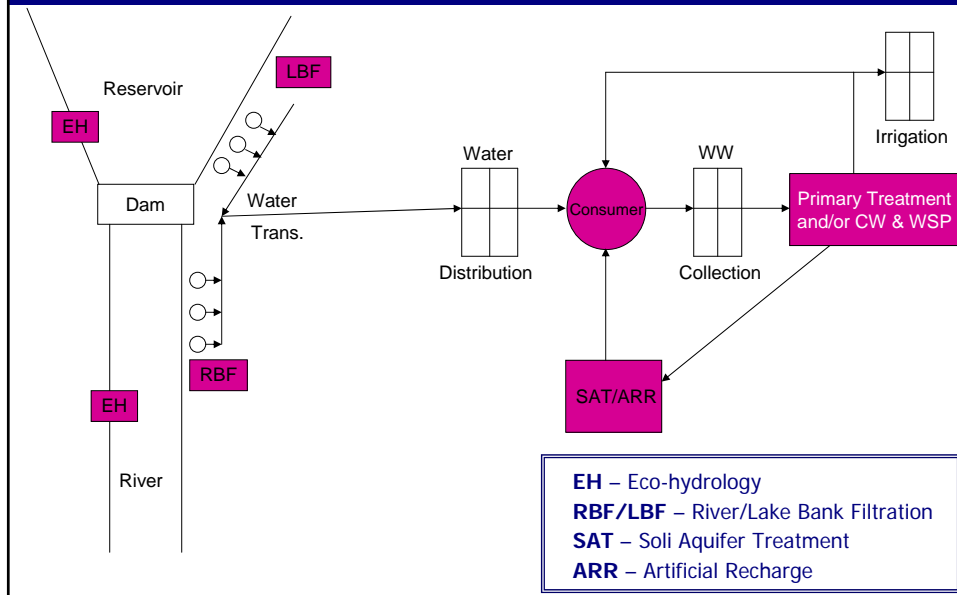 Reservoir
LBF
EH
Dam
Water
Trans.
RBF
EH
River
Water
Distribution
Consumer
WW
Collection
Irrigation
Primary Treatment
and/or CW & WSP
SAT/ARR
EH – Eco-hydrology
RBF/LBF – River/Lake Bank Filtration
SAT – Soli Aquifer Treatment
ARR – Artificial Recharge